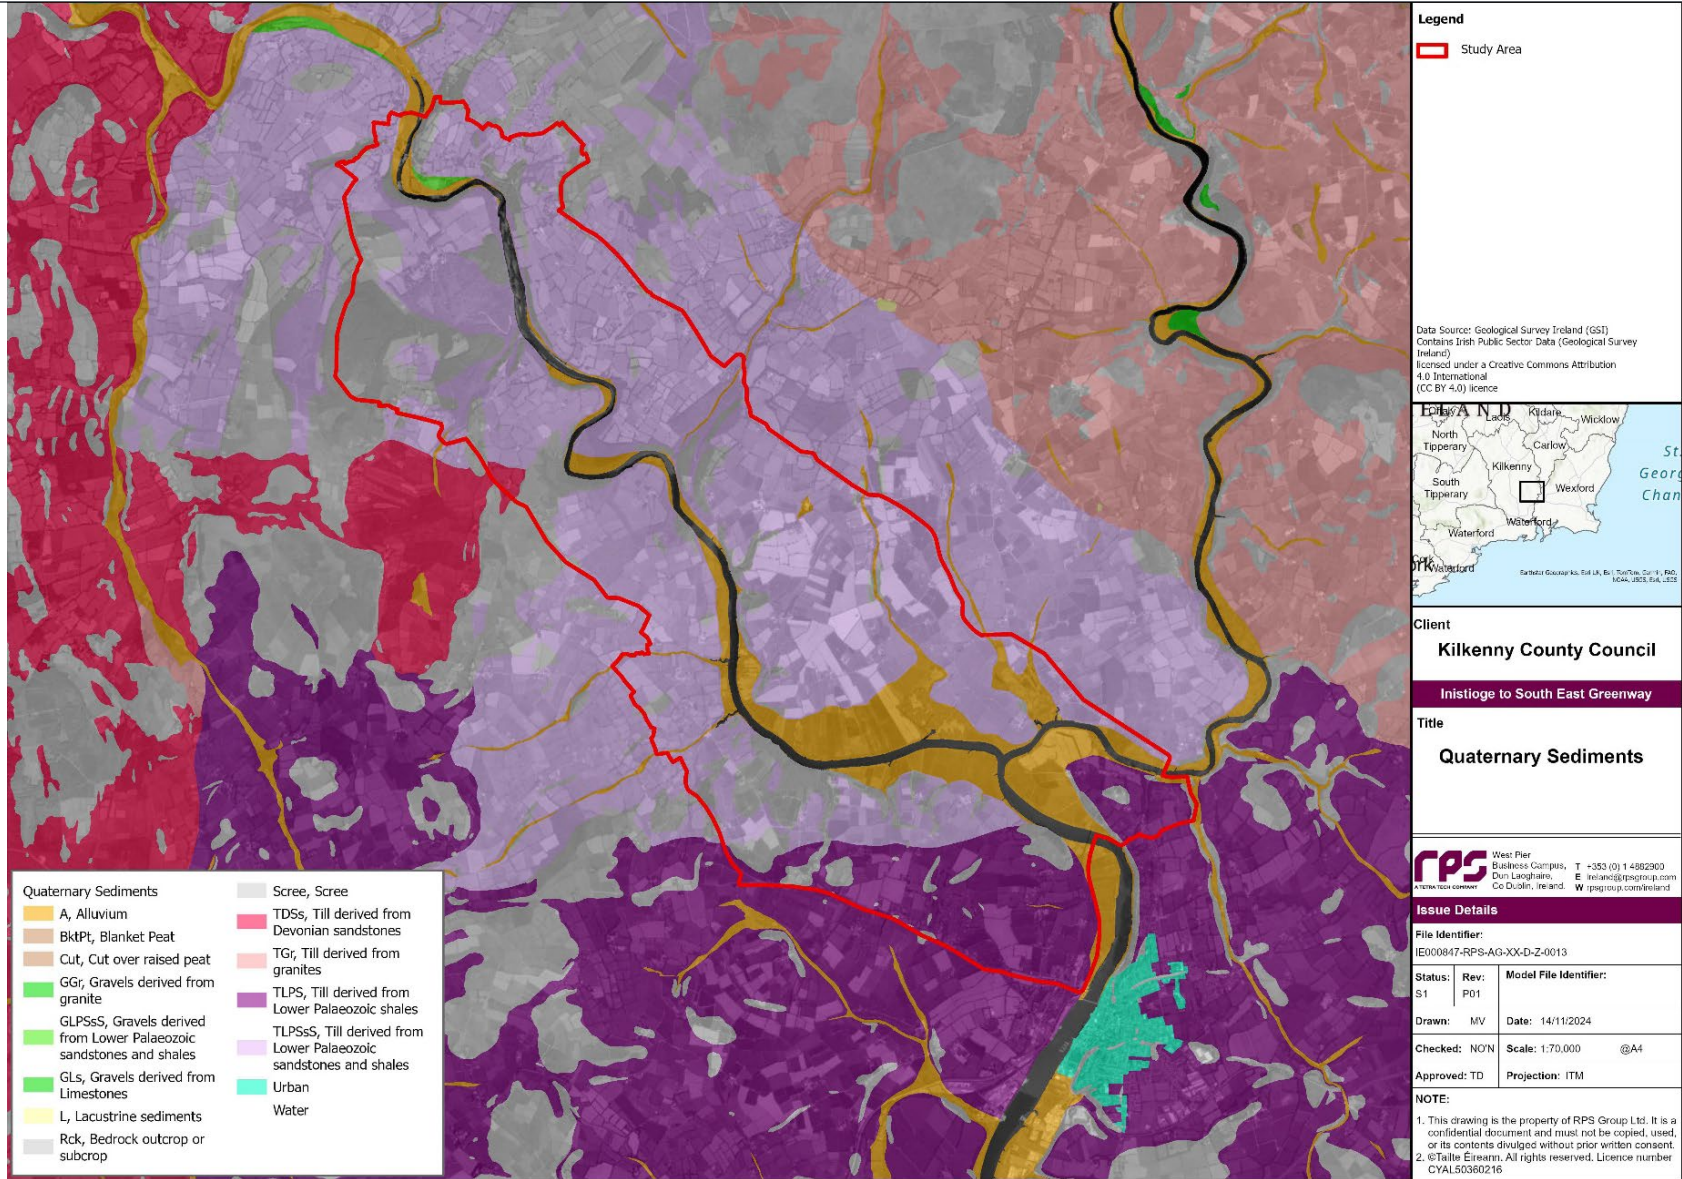 Legend
Study Area
Data Source: Geological Survey Ireland (GSI)
Contains Irish Public Sector Data (Geological Survey
Ireland)
licensed under a Creative Commons Attribution
4.0 International
(CC BY 4.0) licence
Laois
Kildare
Wicklow
North
Tipperary
Carlow
Kilkenny
South
Tipperary
Wexford
Waterford
Waterford
Waterford
St.
Georg
Chan
Client
Kilkenny County Council
Inistioge to South East Greenway
Title
Quaternary Sediments
rps
A TETRA TECH COMPANY
West Pier
Business Campus,
Dun Laoghaire,
Co Dublin, Ireland.
T +353 (0) 1 4882900
E ireland@rpsgroup.com
W rpsgroup.com/ireland
Issue Details
File Identifier:
IE000847-RPS-AG-XX-D-Z-0013
Status: Rev: Model File Identifier:
S1 P01
Drawn: MV Date: 14/11/2024
Checked: NO'N Scale: 1:70,000 @A4
Approved: TD Projection: ITM
NOTE:
1. This drawing is the property of RPS Group Ltd. It is a
confidential document and must not be copied, used,
or its contents divulged without prior written consent.
2. ©Tailte Éireann. All rights reserved. Licence number
CYAL50360216
Quaternary Sediments
A, Alluvium
BktPt, Blanket Peat
Cut, Cut over raised peat
GGr, Gravels derived from
granite
GLPSsS, Gravels derived
from Lower Palaeozoic
sandstones and shales
GLs, Gravels derived from
Limestones
L, Lacustrine sediments
Rck, Bedrock outcrop or
subcrop
Scree, Scree
TDSs, Till derived from
Devonian sandstones
TGr, Till derived from
granites
TLPS, Till derived from
Lower Palaeozoic shales
TLPSsS, Till derived from
Lower Palaeozoic
sandstones and shales
Urban
Water